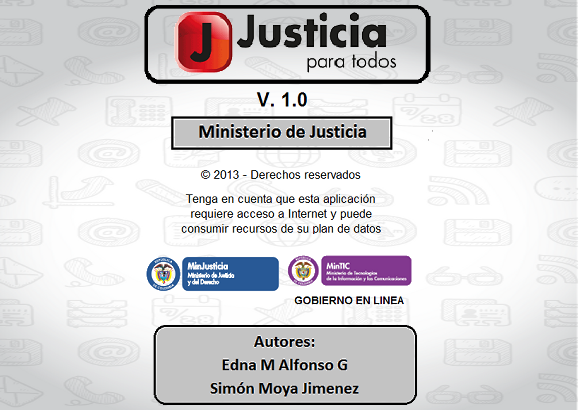 J Justicia
para todos
V. 1.0
Ministerio de Justicia
© 2013 - Derechos reservados
Tenga en cuenta que esta aplicación
requiere acceso a Internet y puede
consumir recursos de su plan de datos
MinJusticia
Ministerio de Justicia
y del Derecho
MinTIC
Ministerio de Tecnologías
de la Información y las Comunicaciones
GOBIERNO EN LINEA
Autores:
Edna M Alfonso G
Simón Moya Jimenez